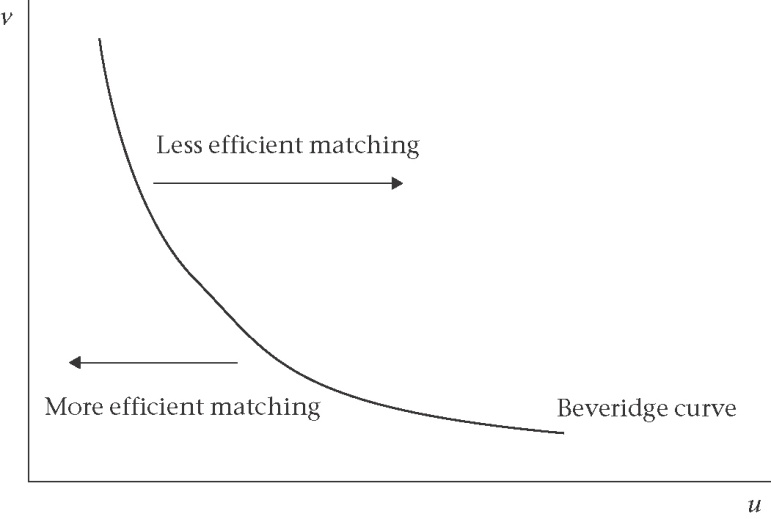 v
Less efficient matching
More efficient matching
Beveridge curve
u